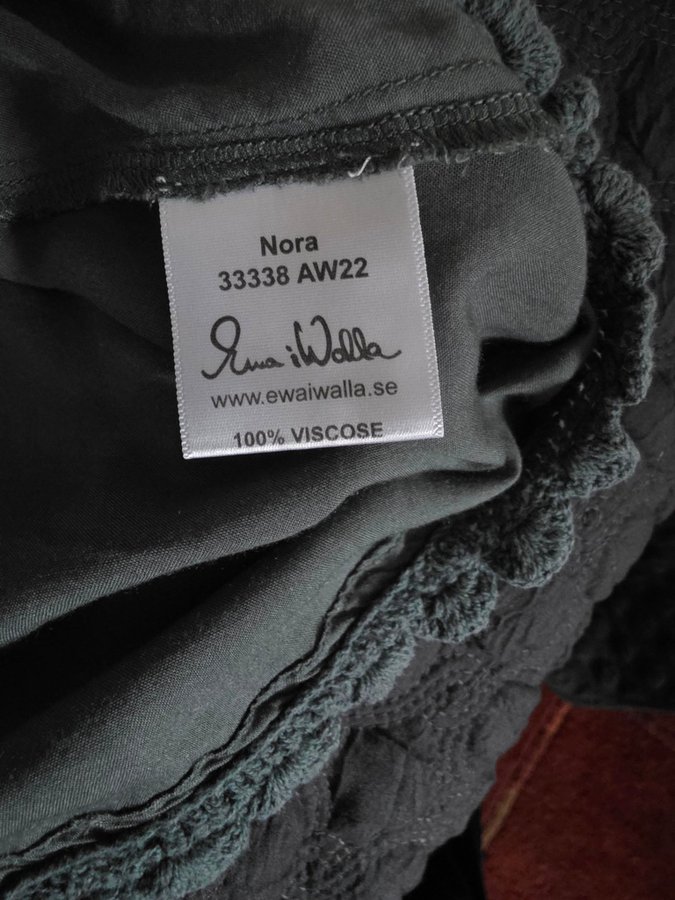 Nora
33338 AW22
Ewa i Walla
www.ewaiwalla.se
100% VISCOSE